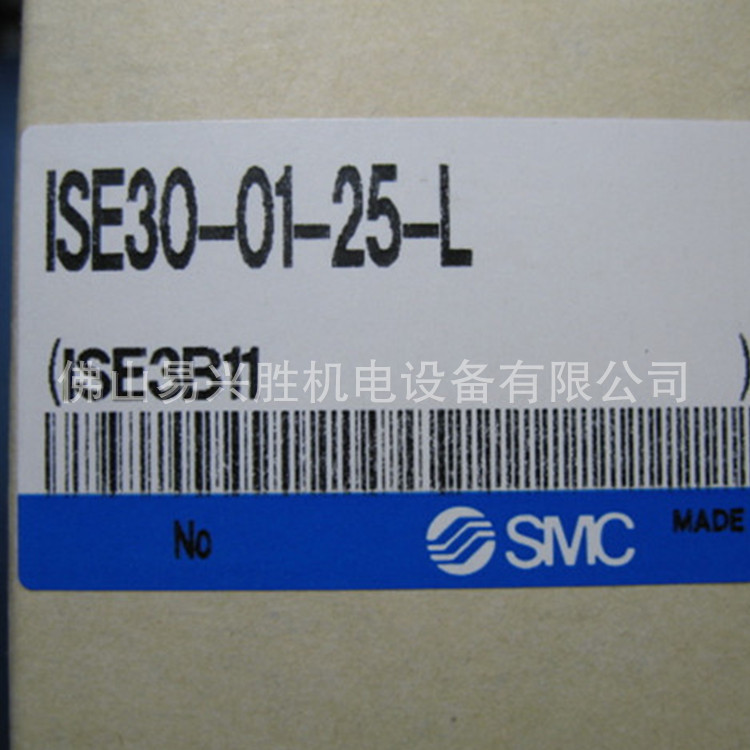 ISE30-01-25-L
(ISE3B11 )
佛山易兴胜机电设备有限公司
No SMC MADE